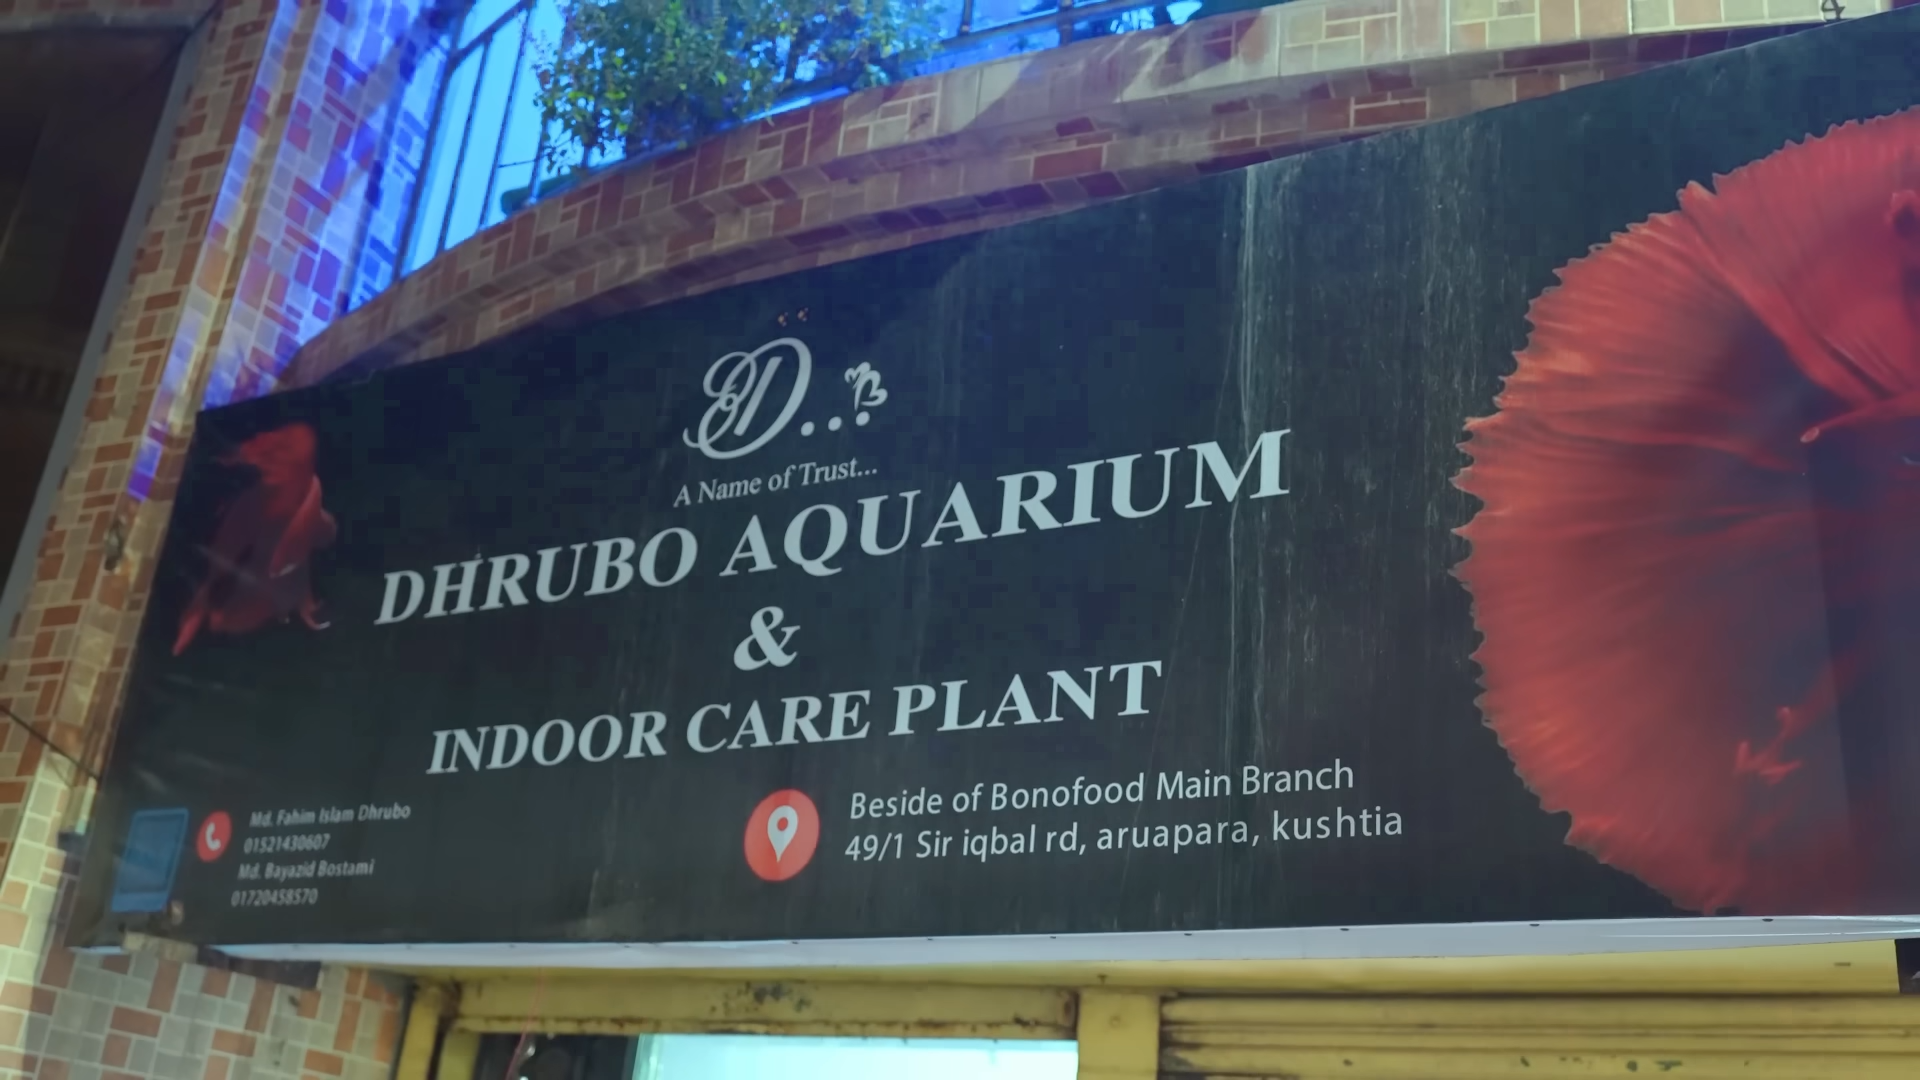 D...B
A Name of Trust...
DHRUBO AQUARIUM
&
INDOOR CARE PLANT
Md. Fahim Islam Dhrubo
01521430607
Md. Bayazid Bostami
01720458570
Beside of Bonofood Main Branch
49/1 Sir iqbal rd, aruapara, kushtia